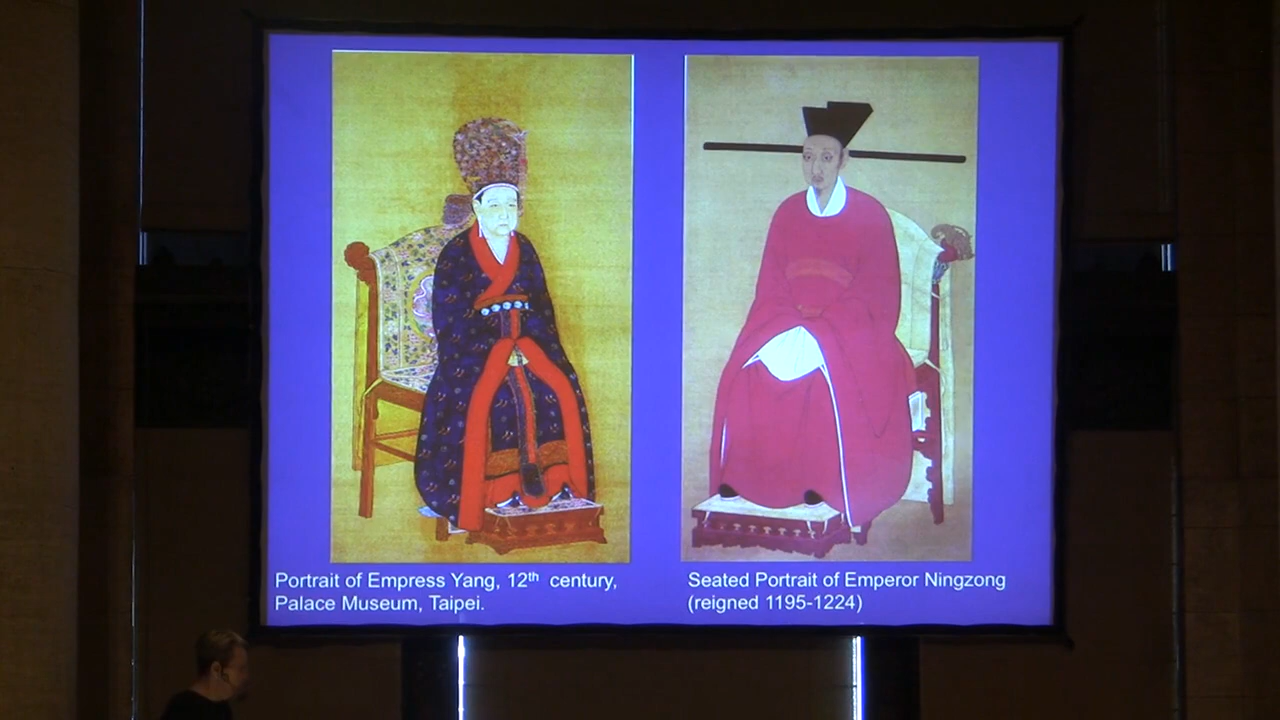 Portrait of Empress Yang, 12th century,
Palace Museum, Taipei.
Seated Portrait of Emperor Ningzong
(reigned 1195-1224)